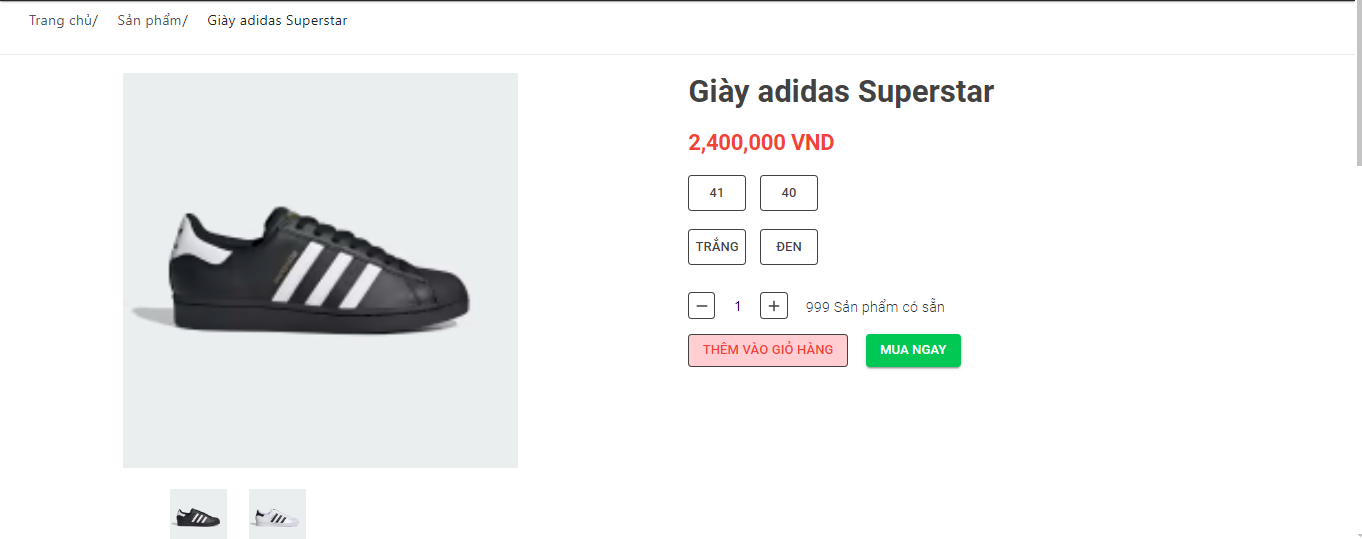 Trang chủ/ Sản phẩm/ Giày adidas Superstar
Giày adidas Superstar
2,400,000 VND
41 40
TRẮNG ĐEN
1 999 Sản phẩm có sẵn
THÊM VÀO GIỎ HÀNG MUA NGAY